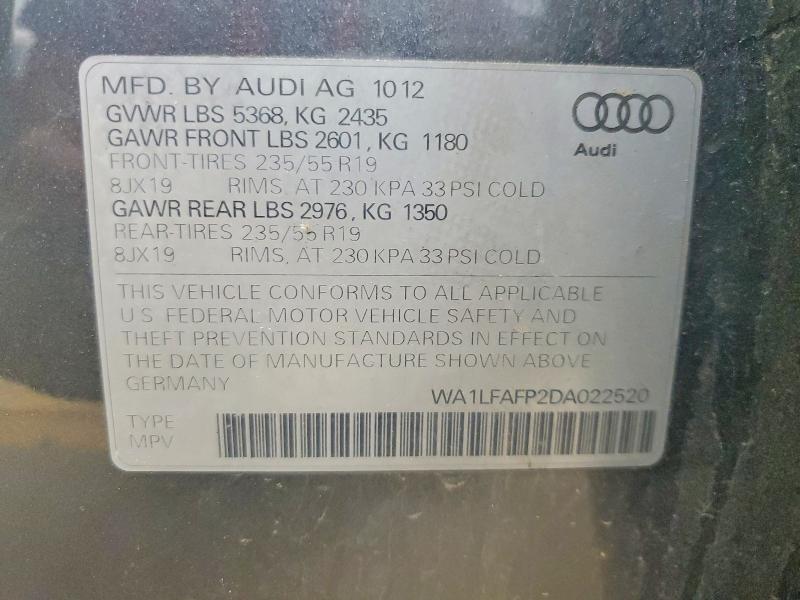 MFD. BY AUDI AG 1012
GVWR LBS 5368, KG 2435
GAWR FRONT LBS 2601, KG 1180
FRONT-TIRES 235/55 R19
8JX19 RIMS, AT 230 KPA 33 PSI COLD
GAWR REAR LBS 2976, KG 1350
REAR-TIRES 235/55 R19
8JX19 RIMS, AT 230 KPA 33 PSI COLD
Audi
THIS VEHICLE CONFORMS TO ALL APPLICABLE
U.S. FEDERAL MOTOR VEHICLE SAFETY AND
THEFT PREVENTION STANDARDS IN EFFECT ON
THE DATE OF MANUFACTURE SHOWN ABOVE
GERMANY WA1LFAFP2DA022520
TYPE
MPV